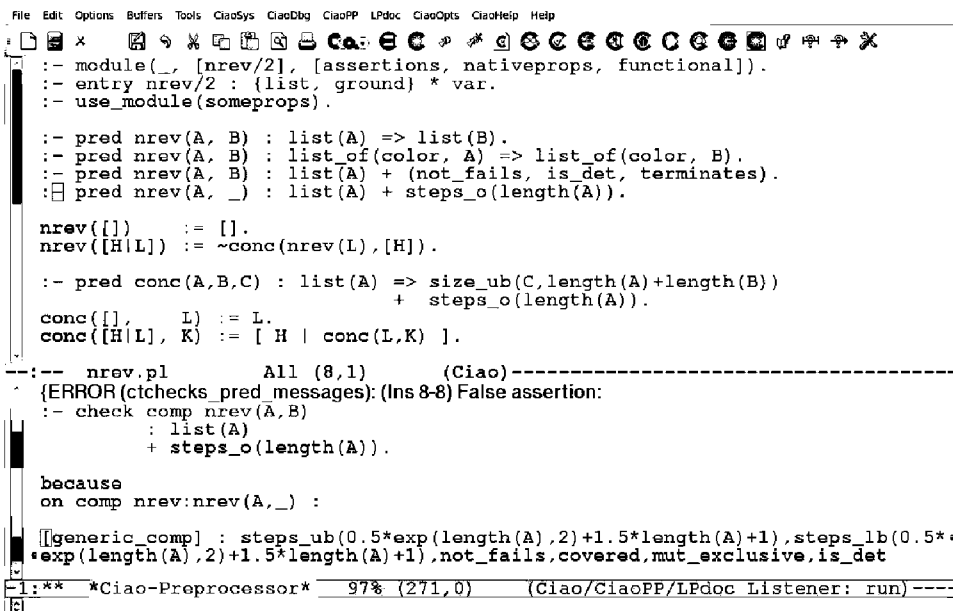 File Edit Options Buffers Tools CiaoSys CiaoDbg CiaoPP LPdoc CiaoOpts CiaoHelp Help
:- module(_, [nrev/2], [assertions, nativeprops, functional]).
:- entry nrev/2 : {list, ground} * var.
:- use_module(someprops).
:- pred nrev(A, B) : list(A) => list(B).
:- pred nrev(A, B) : list_of(color, A) => list_of(color, B).
:- pred nrev(A, B) : list(A) + (not_fails, is_det, terminates).
:- pred nrev(A, _) : list(A) + steps_o(length(A)).
nrev([]) := [].
nrev([H|L]) := ~conc(nrev(L),[H]).
:- pred conc(A,B,C) : list(A) => size_ub(C,length(A)+length(B))
+ steps_o(length(A)).
conc([], L) := L.
conc([H|L], K) := [ H | conc(L,K) ].
--:-- nrev.pl All (8,1) (Ciao)----
{ERROR (ctchecks_pred_messages): (lns 8-8) False assertion:
:- check comp nrev(A,B)
: list(A)
+ steps_o(length(A)).
because
on comp nrev:nrev(A,_) :
[generic_comp] : steps_ub(0.5*exp(length(A),2)+1.5*length(A)+1),steps_lb(0.5*
exp(length(A),2)+1.5*length(A)+1),not_fails,covered,mut_exclusive,is_det
-1:** *Ciao-Preprocessor* 97% (271,0) (Ciao/CiaoPP/LPdoc Listener: run)----